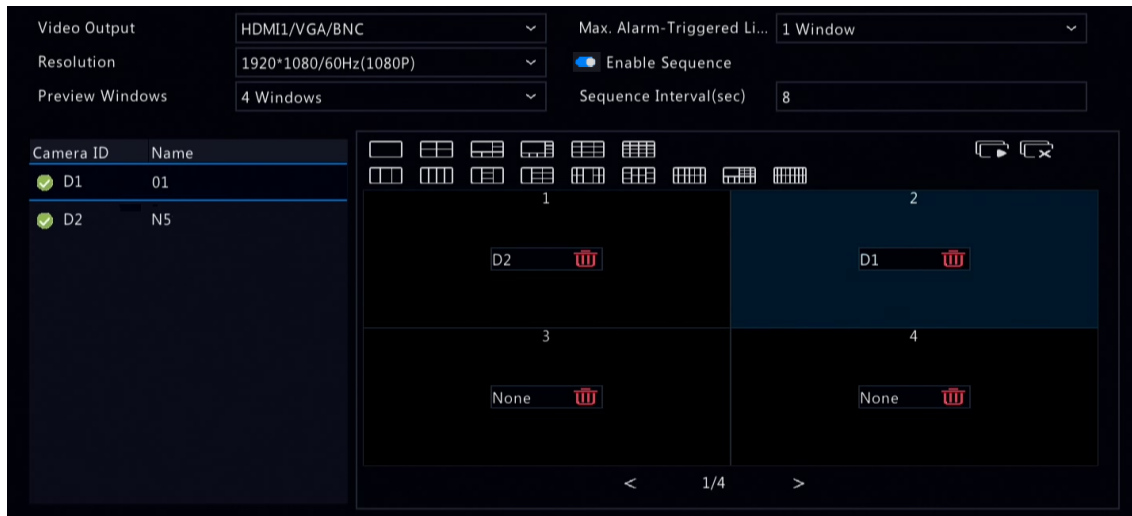 Video Output HDMI1/VGA/BNC Max. Alarm-Triggered Li... 1 Window
Resolution 1920*1080/60Hz(1080P) Enable Sequence
Preview Windows 4 Windows Sequence Interval(sec) 8
Camera ID Name
D1 01
D2 N5
1 2
D2 D1
3 4
None None
< 1/4 >